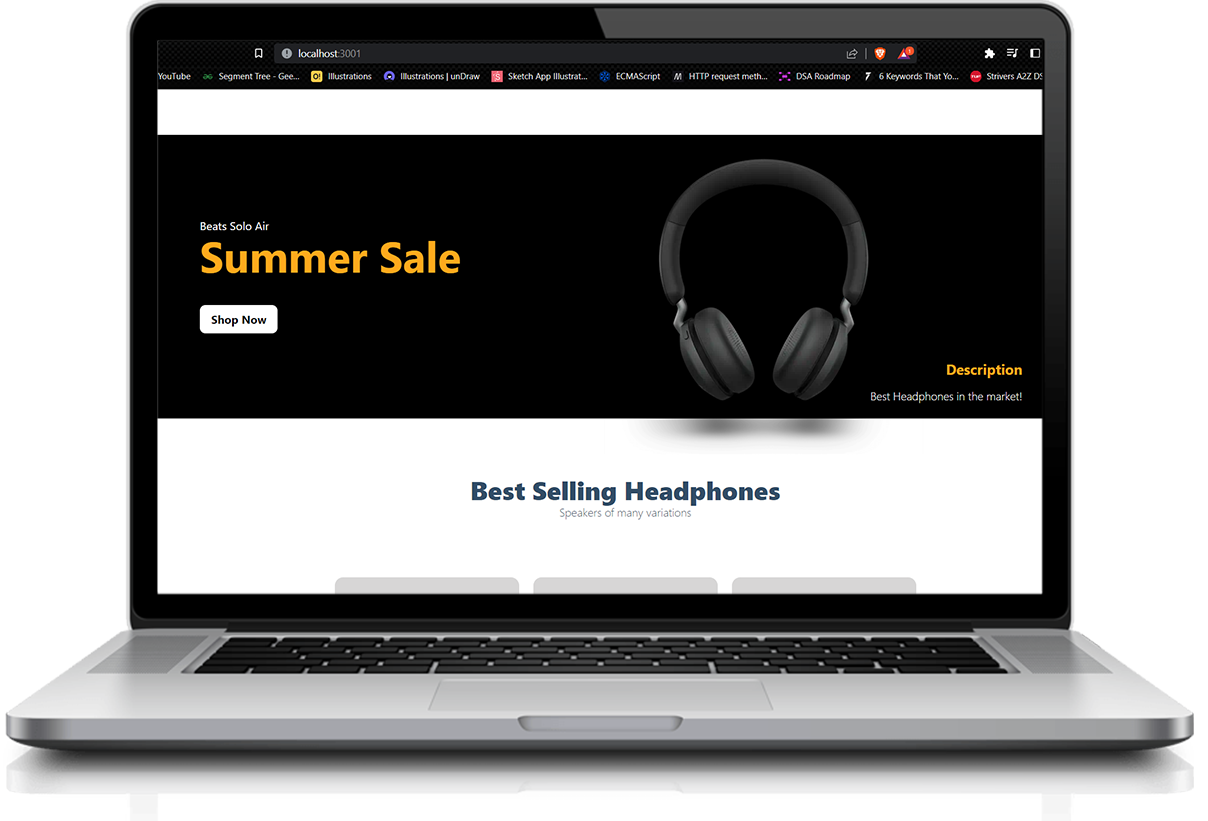 localhost:3001
YouTube Segment Tree - Gee... Illustrations Illustrations | unDraw Sketch App Illustrat... ECMAScript HTTP request meth... DSA Roadmap 6 Keywords That Yo... Strivers A2Z DS
Beats Solo Air
Summer Sale
Shop Now
Description
Best Headphones in the market!
Best Selling Headphones
Speakers of many variations